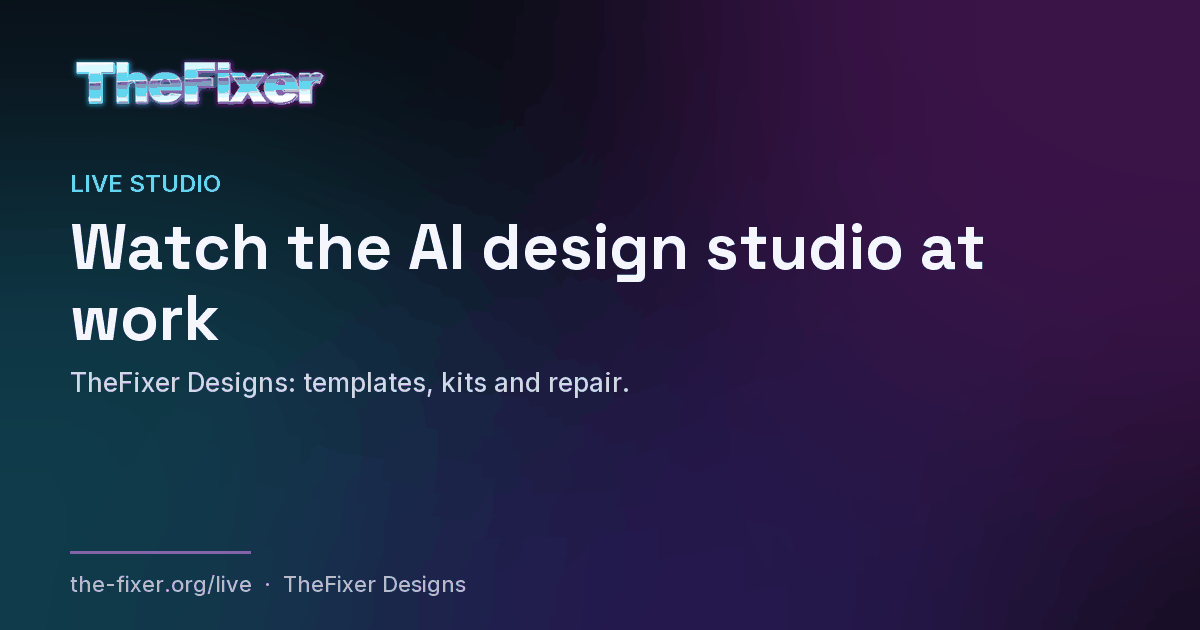 TheFixer
LIVE STUDIO
Watch the AI design studio at
work
TheFixer Designs: templates, kits and repair.
the-fixer.org/live · TheFixer Designs